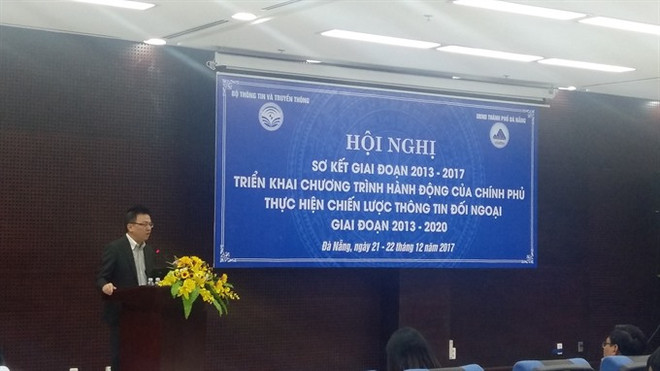 BỘ THÔNG TIN VÀ TRUYỀN THÔNG
UBND THÀNH PHỐ ĐÀ NẴNG
HỘI NGHỊ
SƠ KẾT GIAI ĐOẠN 2013 - 2017
TRIỂN KHAI CHƯƠNG TRÌNH HÀNH ĐỘNG CỦA CHÍNH PHỦ
THỰC HIỆN CHIẾN LƯỢC THÔNG TIN ĐỐI NGOẠI
GIAI ĐOẠN 2013 - 2020
Đà Nẵng, ngày 21 - 22 tháng 12 năm 2017